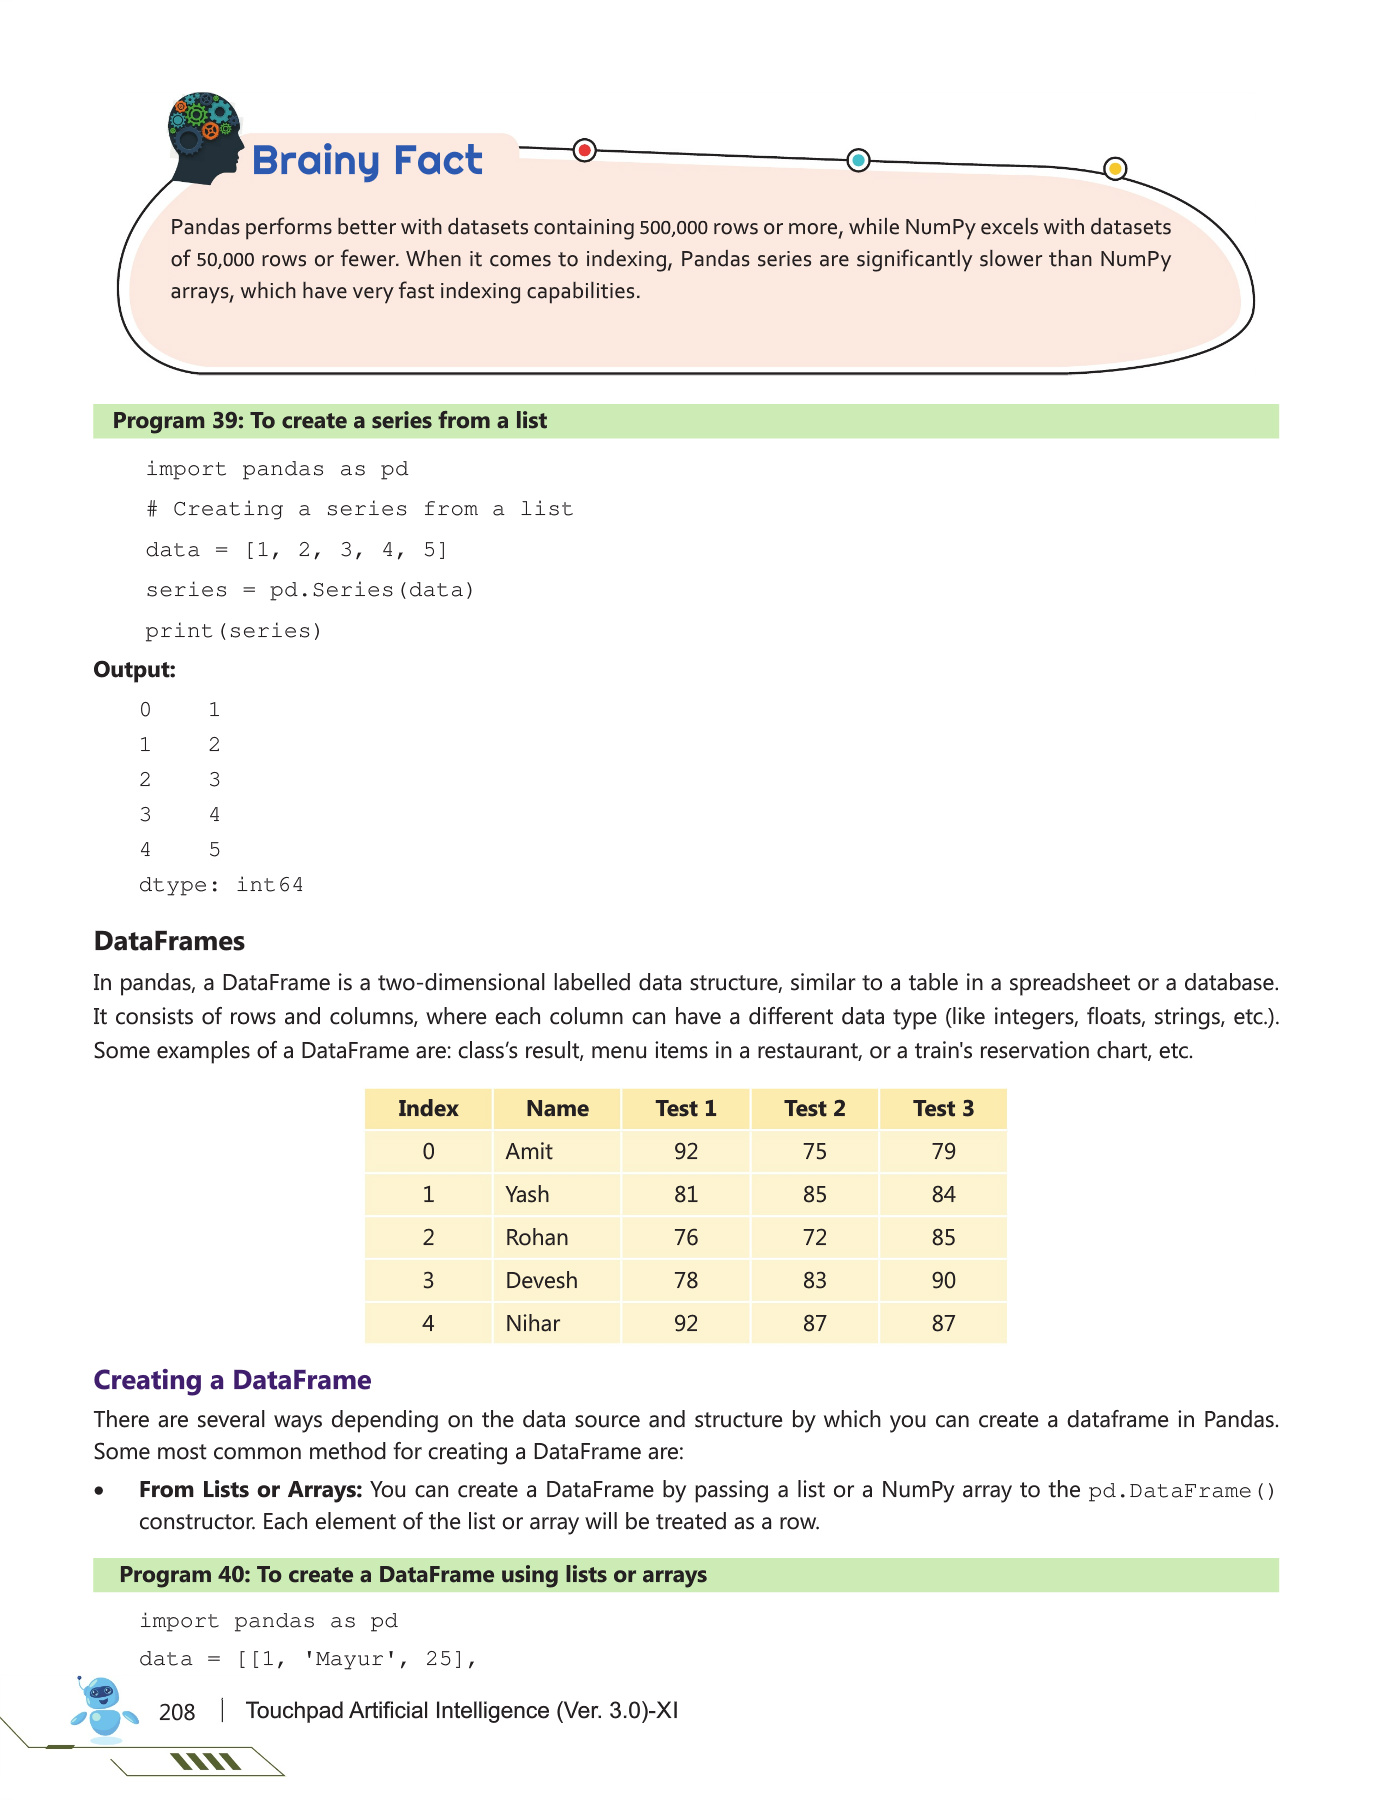 Brainy Fact
Pandas performs better with datasets containing 500,000 rows or more, while NumPy excels with datasets
of 50,000 rows or fewer. When it comes to indexing, Pandas series are significantly slower than NumPy
arrays, which have very fast indexing capabilities.
Program 39: To create a series from a list
import pandas as pd
# Creating a series from a list
data = [1, 2, 3, 4, 5]
series = pd.Series(data)
print(series)
Output:
0 1
1 2
2 3
3 4
4 5
dtype: int64
DataFrames
In pandas, a DataFrame is a two-dimensional labelled data structure, similar to a table in a spreadsheet or a database.
It consists of rows and columns, where each column can have a different data type (like integers, floats, strings, etc.).
Some examples of a DataFrame are: class’s result, menu items in a restaurant, or a train's reservation chart, etc.
Index Name Test 1 Test 2 Test 3
0 Amit 92 75 79
1 Yash 81 85 84
2 Rohan 76 72 85
3 Devesh 78 83 90
4 Nihar 92 87 87
Creating a DataFrame
There are several ways depending on the data source and structure by which you can create a dataframe in Pandas.
Some most common method for creating a DataFrame are:
• From Lists or Arrays: You can create a DataFrame by passing a list or a NumPy array to the pd.DataFrame()
constructor. Each element of the list or array will be treated as a row.
Program 40: To create a DataFrame using lists or arrays
import pandas as pd
data = [[1, 'Mayur', 25],
208 | Touchpad Artificial Intelligence (Ver. 3.0)-XI